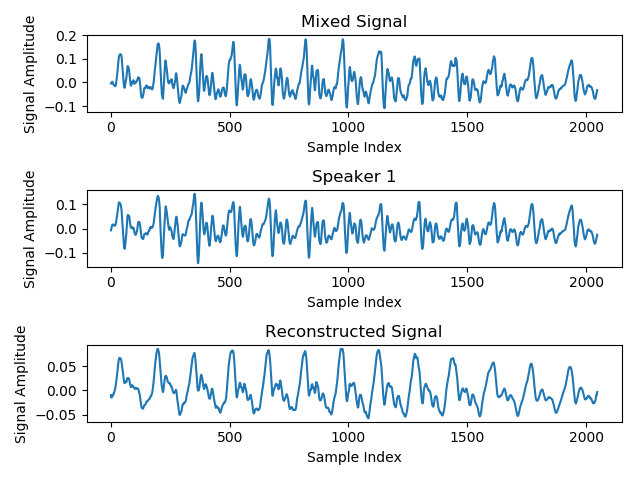 Mixed Signal
Signal Amplitude
0.2
0.1
0.0
−0.1
0
500
1000
1500
2000
Sample Index
Speaker 1
Signal Amplitude
0.1
0.0
−0.1
0
500
1000
1500
2000
Sample Index
Reconstructed Signal
Signal Amplitude
0.05
0.00
−0.05
0
500
1000
1500
2000
Sample Index